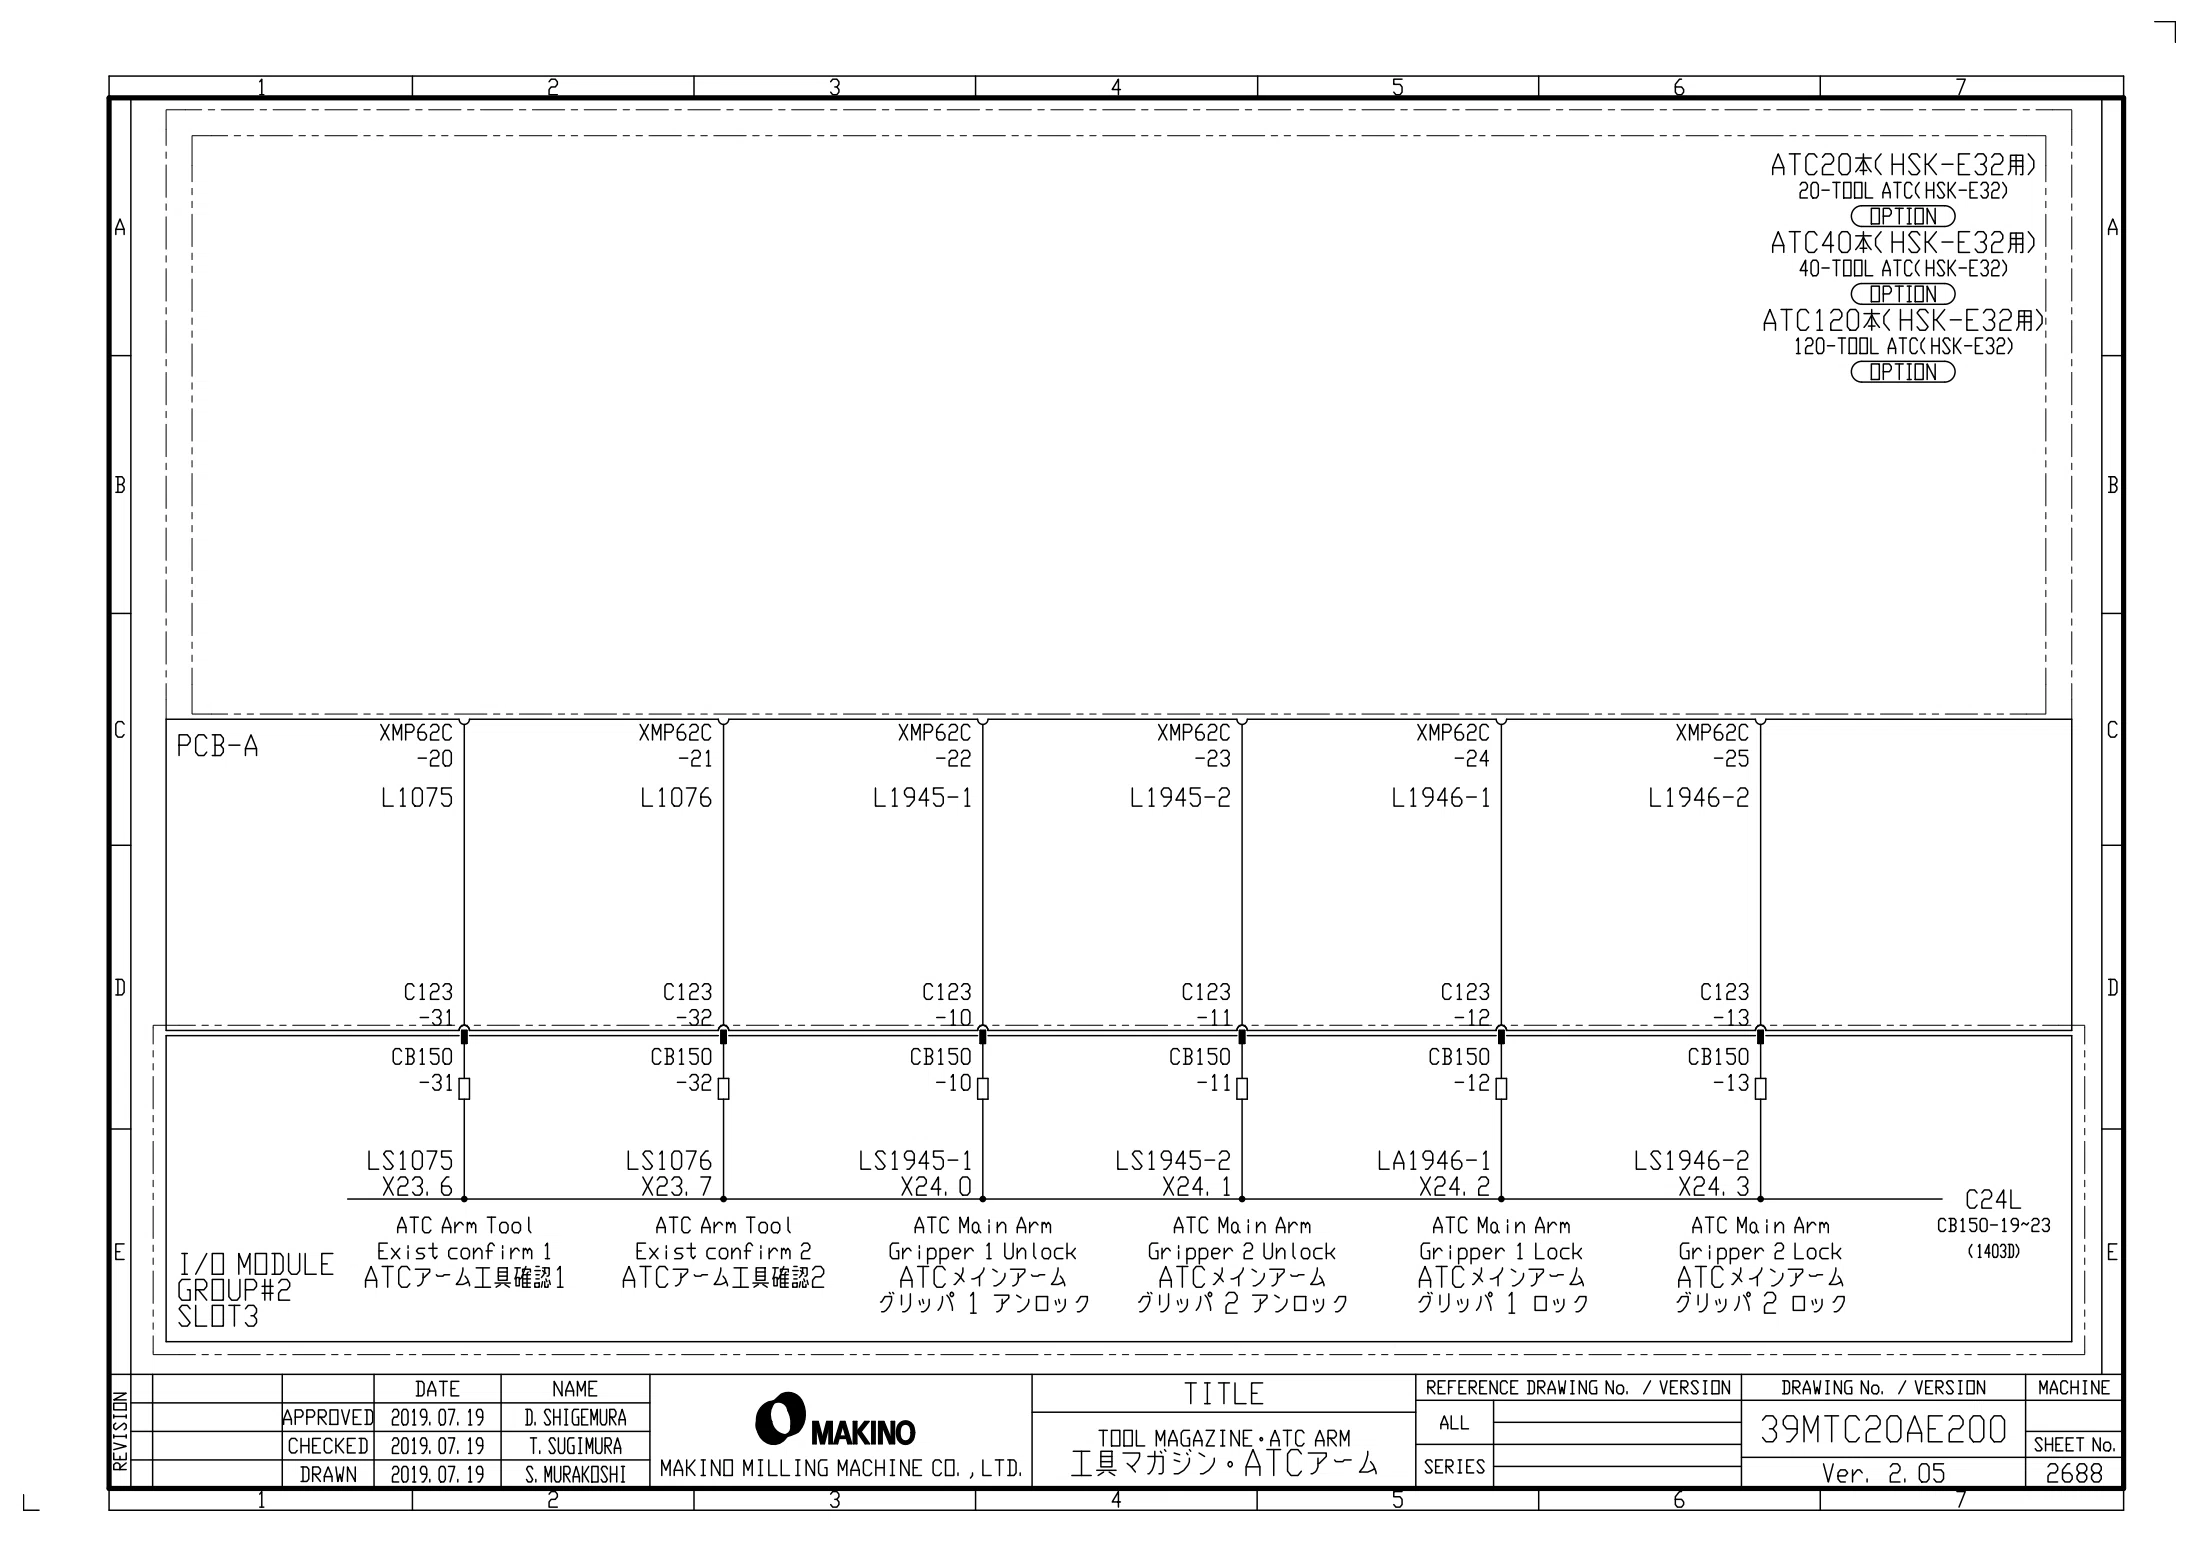 1 2 3 4 5 6 7
ATC20本(HSK-E32用)
20-TOOL ATC(HSK-E32)
OPTION
ATC40本(HSK-E32用)
40-TOOL ATC(HSK-E32)
OPTION
ATC120本(HSK-E32用)
120-TOOL ATC(HSK-E32)
OPTION
A A
B B
C C
D D
E E
PCB-A
XMP62C XMP62C XMP62C XMP62C XMP62C XMP62C
-20 -21 -22 -23 -24 -25
L1075 L1076 L1945-1 L1945-2 L1946-1 L1946-2
C123 C123 C123 C123 C123 C123
-31 -32 -10 -11 -12 -13
CB150 CB150 CB150 CB150 CB150 CB150
-31 -32 -10 -11 -12 -13
LS1075 LS1076 LS1945-1 LS1945-2 LA1946-1 LS1946-2
X23.6 X23.7 X24.0 X24.1 X24.2 X24.3
C24L
CB150-19~23
(1403D)
ATC Arm Tool
Exist confirm 1
ATCアーム工具確認1
ATC Arm Tool
Exist confirm 2
ATCアーム工具確認2
ATC Main Arm
Gripper 1 Unlock
ATCメインアーム
グリッパ 1 アンロック
ATC Main Arm
Gripper 2 Unlock
ATCメインアーム
グリッパ 2 アンロック
ATC Main Arm
Gripper 1 Lock
ATCメインアーム
グリッパ 1 ロック
ATC Main Arm
Gripper 2 Lock
ATCメインアーム
グリッパ 2 ロック
I/O MODULE
GROUP#2
SLOT3
REVISION
DATE NAME
APPROVED 2019.07.19 D. SHIGEMURA
CHECKED 2019.07.19 T. SUGIMURA
DRAWN 2019.07.19 S. MURAKOSHI
MAKINO
MAKINO MILLING MACHINE CO.,LTD.
TITLE
TOOL MAGAZINE・ATC ARM
工具マガジン・ATCアーム
REFERENCE DRAWING No. / VERSION
ALL
SERIES
DRAWING No. / VERSION
39MTC20AE200
Ver. 2.05
MACHINE
SHEET No.
2688
1 2 3 4 5 6 7